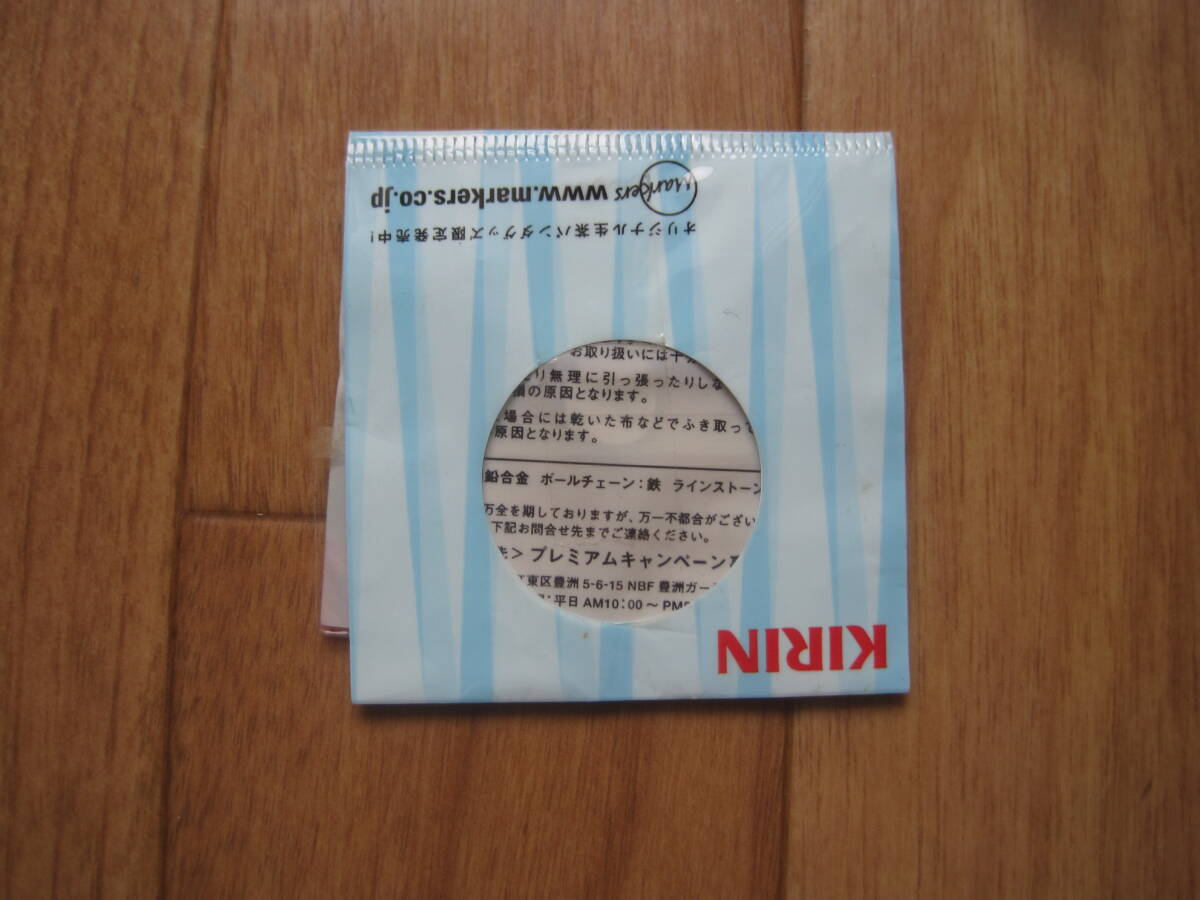 Markers www.markers.co.jp
オリジナル生茶パンダグッズ限定発売中!
お取り扱いには十分
り無理に引っ張ったりしな
の原因となります。
場合には乾いた布などでふき取って
原因となります。
鉛合金 ボールチェーン:鉄 ラインストーン
万全を期しておりますが、万一不都合がござい
下記お問合せ先までご連絡ください。
先>プレミアムキャンペーン
東区豊洲5-6-15 NBF 豊洲ガー
平日 AM10:00~PM
KIRIN